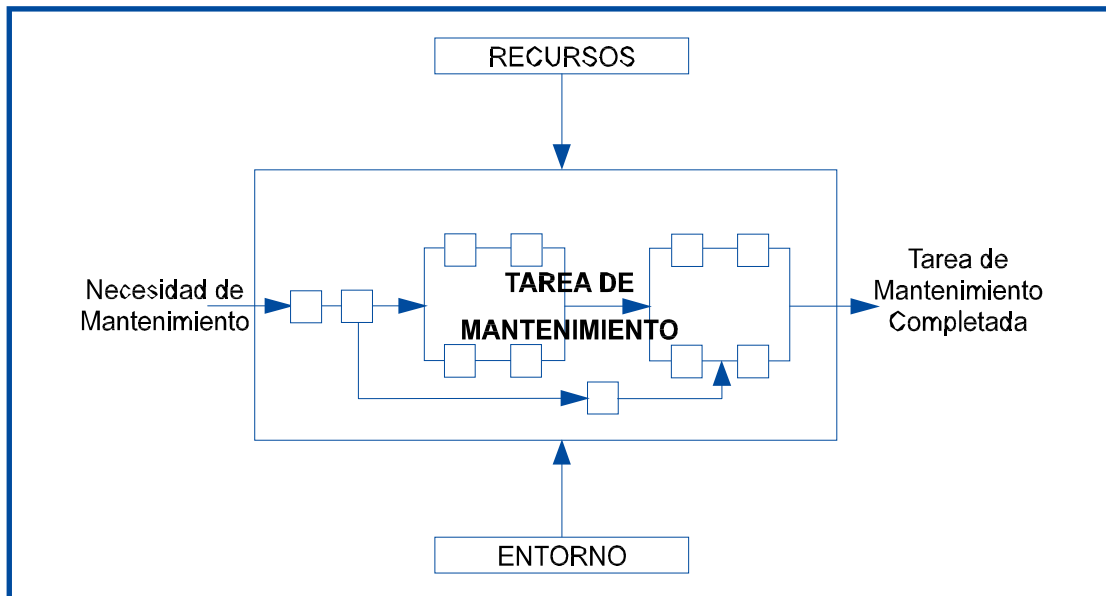 RECURSOS
Necesidad de
Mantenimiento
TAREA DE
MANTENIMIENTO
Tarea de
Mantenimiento
Completada
ENTORNO